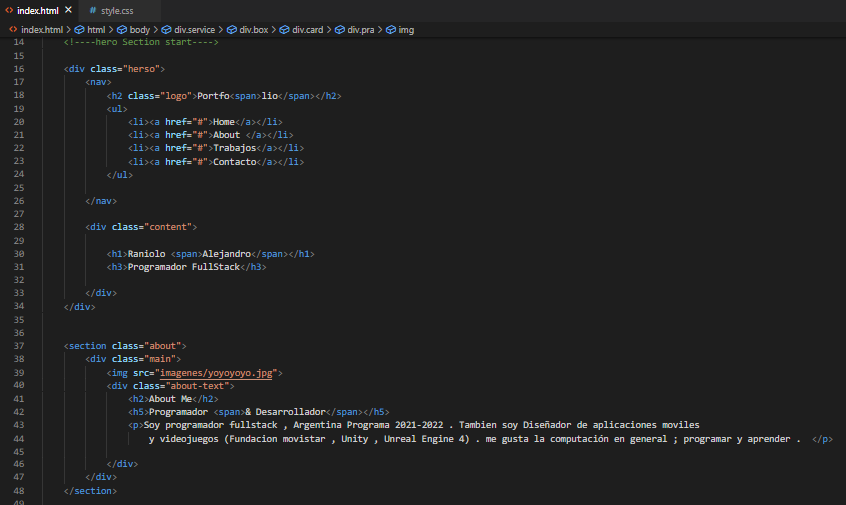 index.html × # style.css
index.html > html > body > div.service > div.box > div.card > div.pra > img
14 <!----hero Section start---->
15
16 <div class="herso">
17 <nav>
18 <h2 class="logo">Portfo<span>lio</span></h2>
19 <ul>
20 <li><a href="#">Home</a></li>
21 <li><a href="#">About </a></li>
22 <li><a href="#">Trabajos</a></li>
23 <li><a href="#">Contacto</a></li>
24 </ul>
25
26 </nav>
27
28 <div class="content">
29
30 <h1>Raniolo <span>Alejandro</span></h1>
31 <h3>Programador FullStack</h3>
32
33 </div>
34 </div>
35
36
37 <section class="about">
38 <div class="main">
39 <img src="imagenes/yoyoyoyo.jpg">
40 <div class="about-text">
41 <h2>About Me</h2>
42 <h5>Programador <span>& Desarrollador</span></h5>
43 <p>Soy programador fullstack , Argentina Programa 2021-2022 . Tambien soy Diseñador de aplicaciones moviles
44 y videojuegos (Fundacion movistar , Unity , Unreal Engine 4) . me gusta la computación en general ; programar y aprender . </p>
45
46 </div>
47 </div>
48 </section>
49